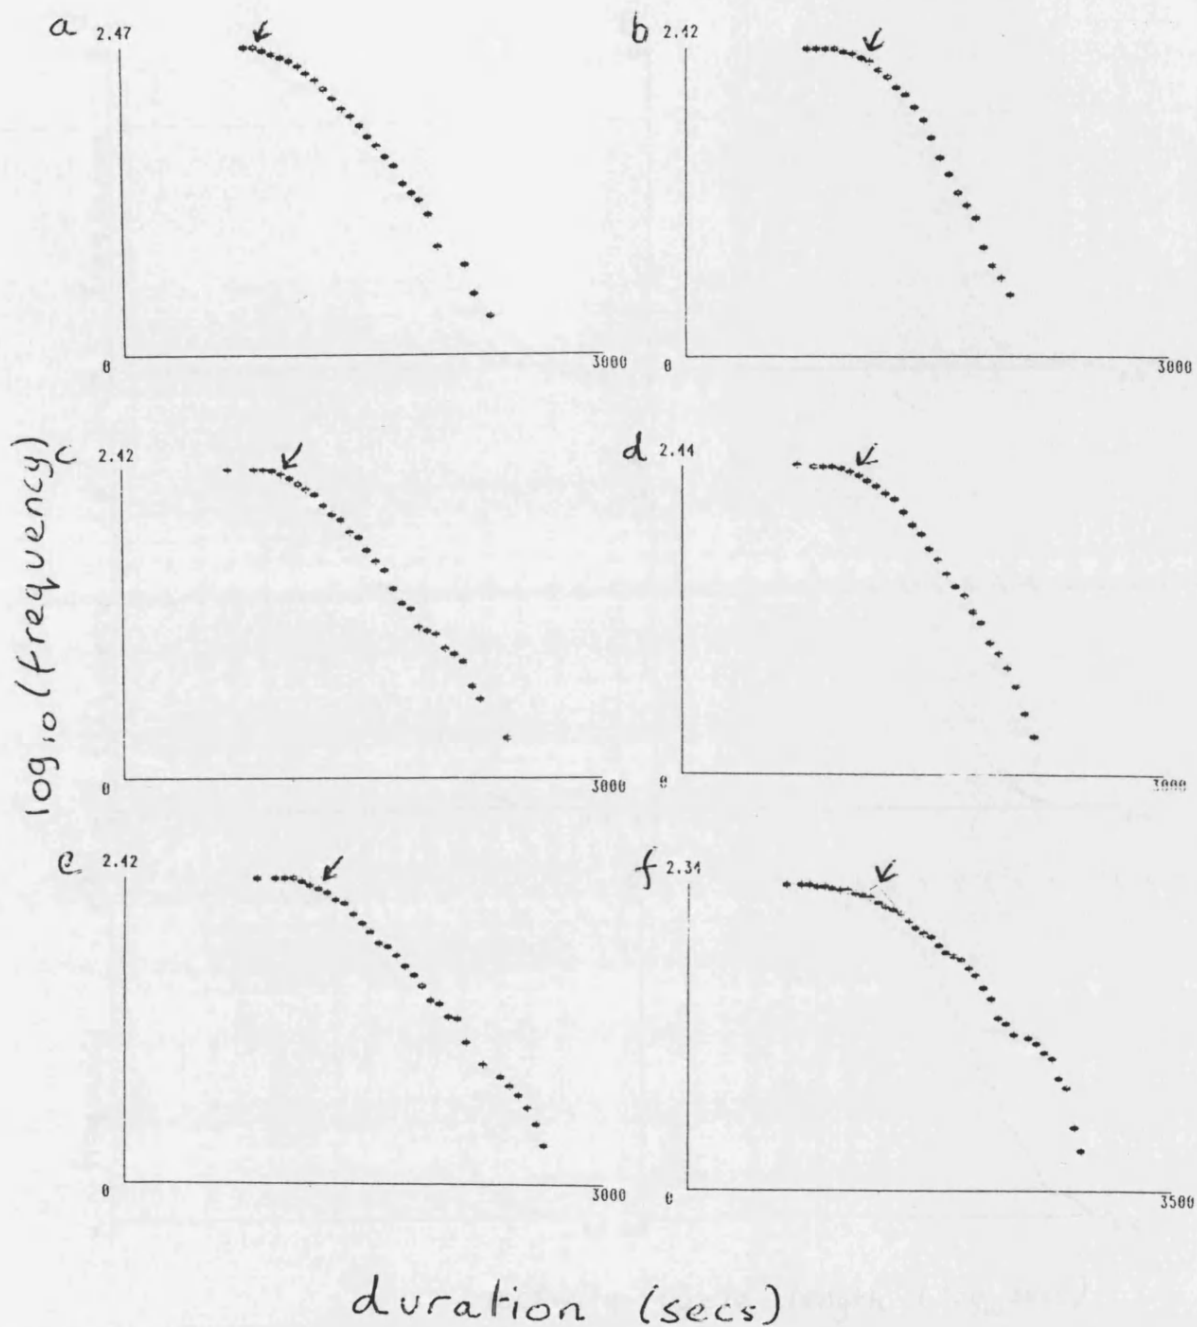 a 2.47
0 3000
b 2.42
0 3000
c 2.42
0 3000
d 2.44
0 3000
e 2.42
0 3000
f 2.31
0 3500
log10 (frequency)
duration (secs)